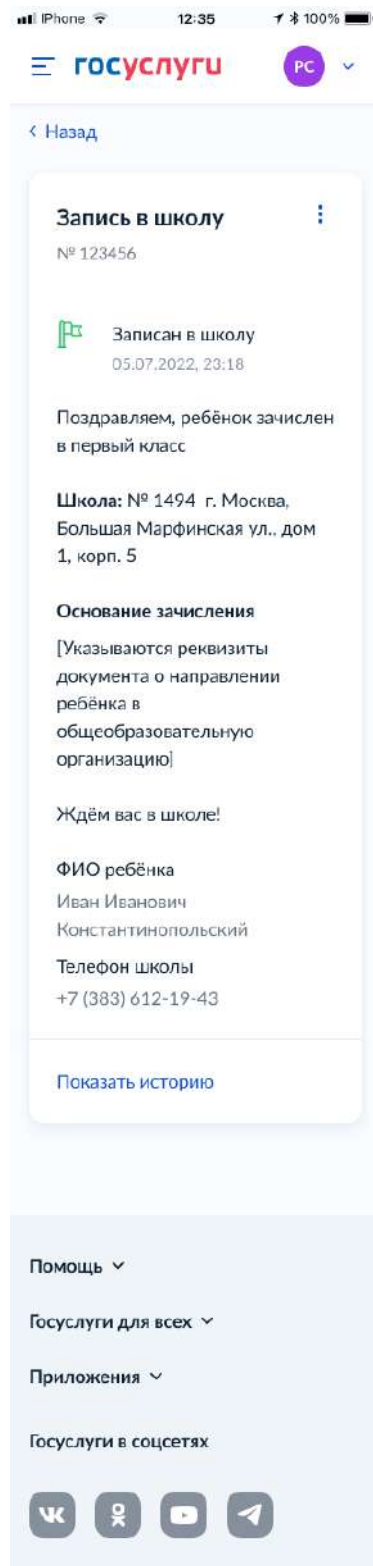 IPhone 12:35 100%
госуслуги РС
Назад
Запись в школу
№ 123456
Записан в школу
05.07.2022, 23:18
Поздравляем, ребёнок зачислен
в первый класс
Школа: № 1494 г. Москва,
Большая Марфинская ул., дом
1, корп. 5
Основание зачисления
[Указываются реквизиты
документа о направлении
ребёнка в
общеобразовательную
организацию]
Ждём вас в школе!
ФИО ребёнка
Иван Иванович
Константинопольский
Телефон школы
+7 (383) 612-19-43
Показать историю
Помощь
Госуслуги для всех
Приложения
Госуслуги в соцсетях